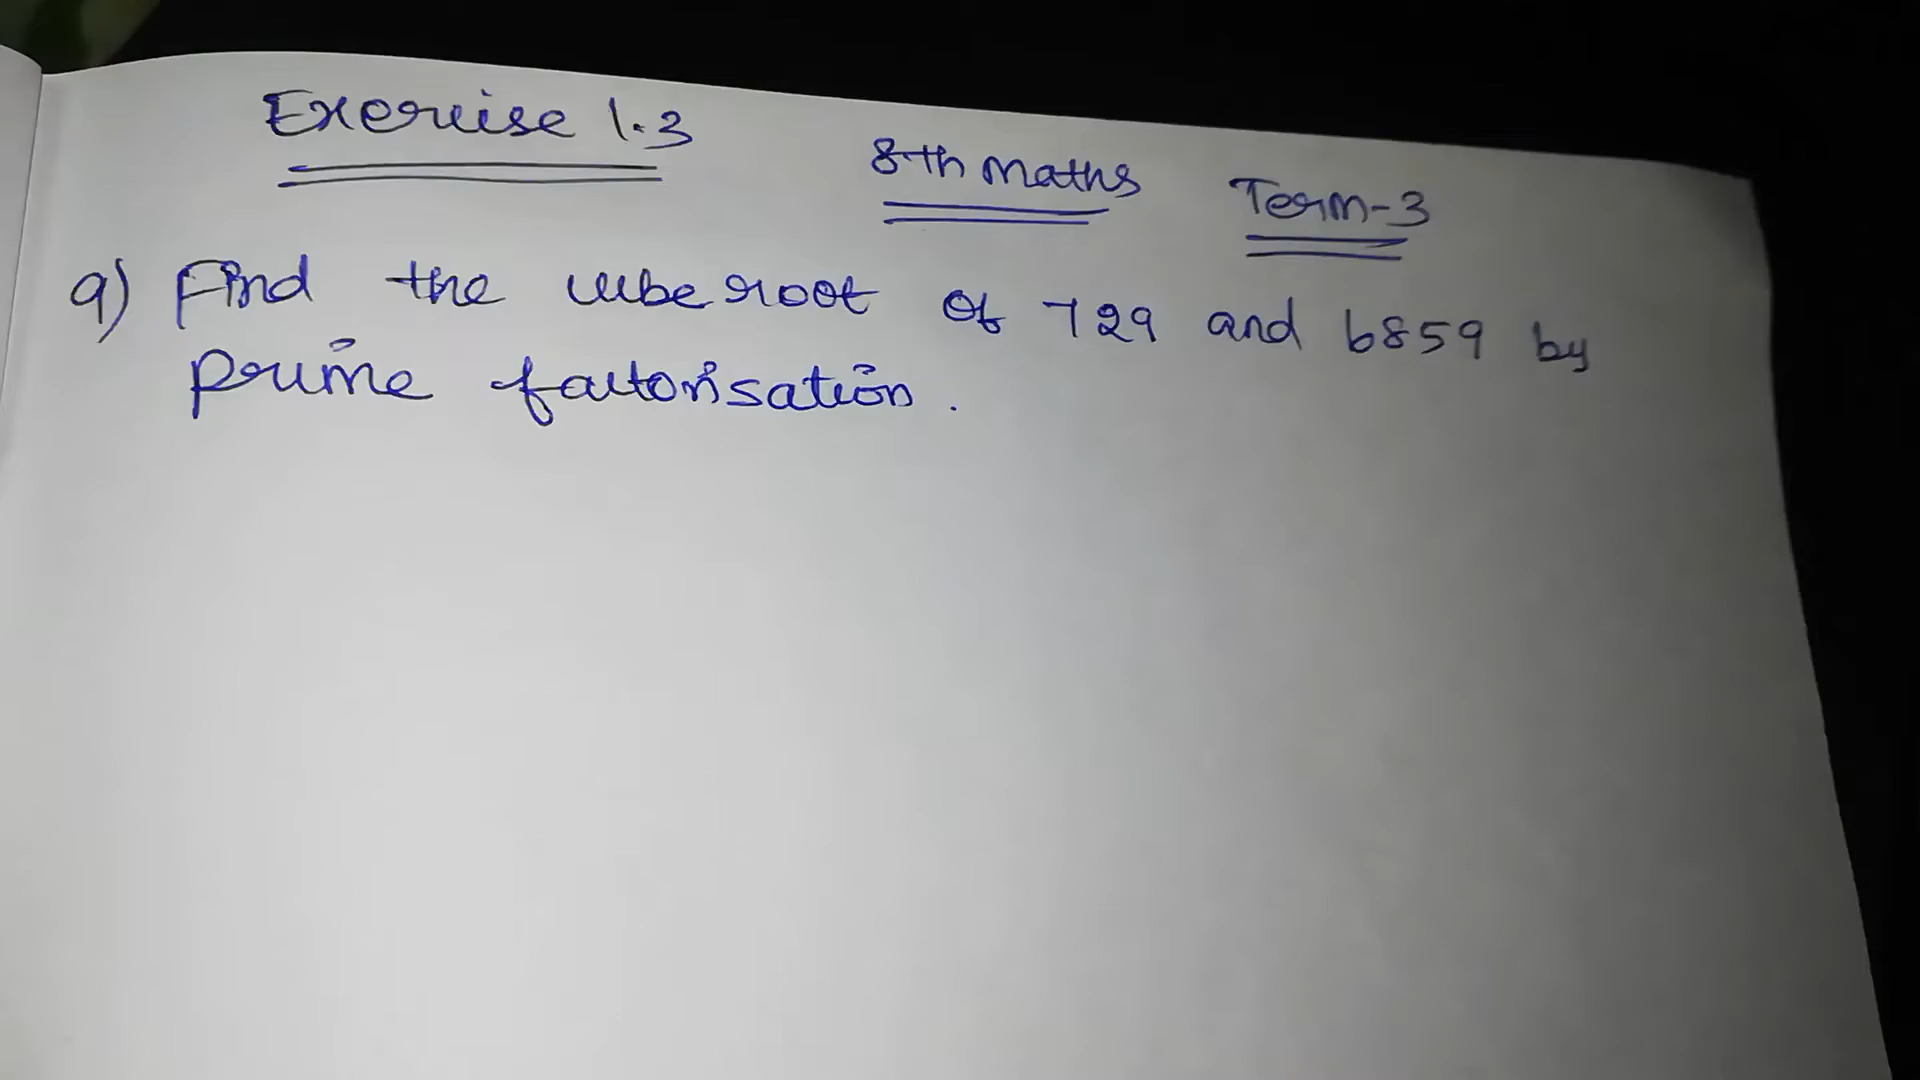 Exercise 1.3
8th maths Term-3
9) Find the cube root of 729 and 6859 by
prime factorisation.